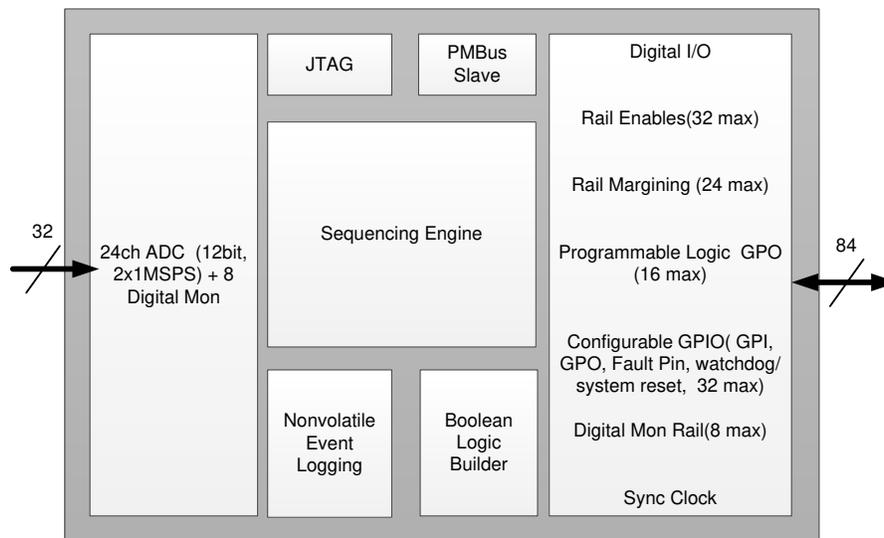 JTAG
PMBus
Slave
Digital I/O
Rail Enables(32 max)
Rail Margining (24 max)
32
24ch ADC (12bit,
2x1MSPS) + 8
Digital Mon
Sequencing Engine
Programmable Logic GPO
(16 max)
84
Configurable GPIO( GPI,
GPO, Fault Pin, watchdog/
system reset, 32 max)
Nonvolatile
Event
Logging
Boolean
Logic
Builder
Digital Mon Rail(8 max)
Sync Clock